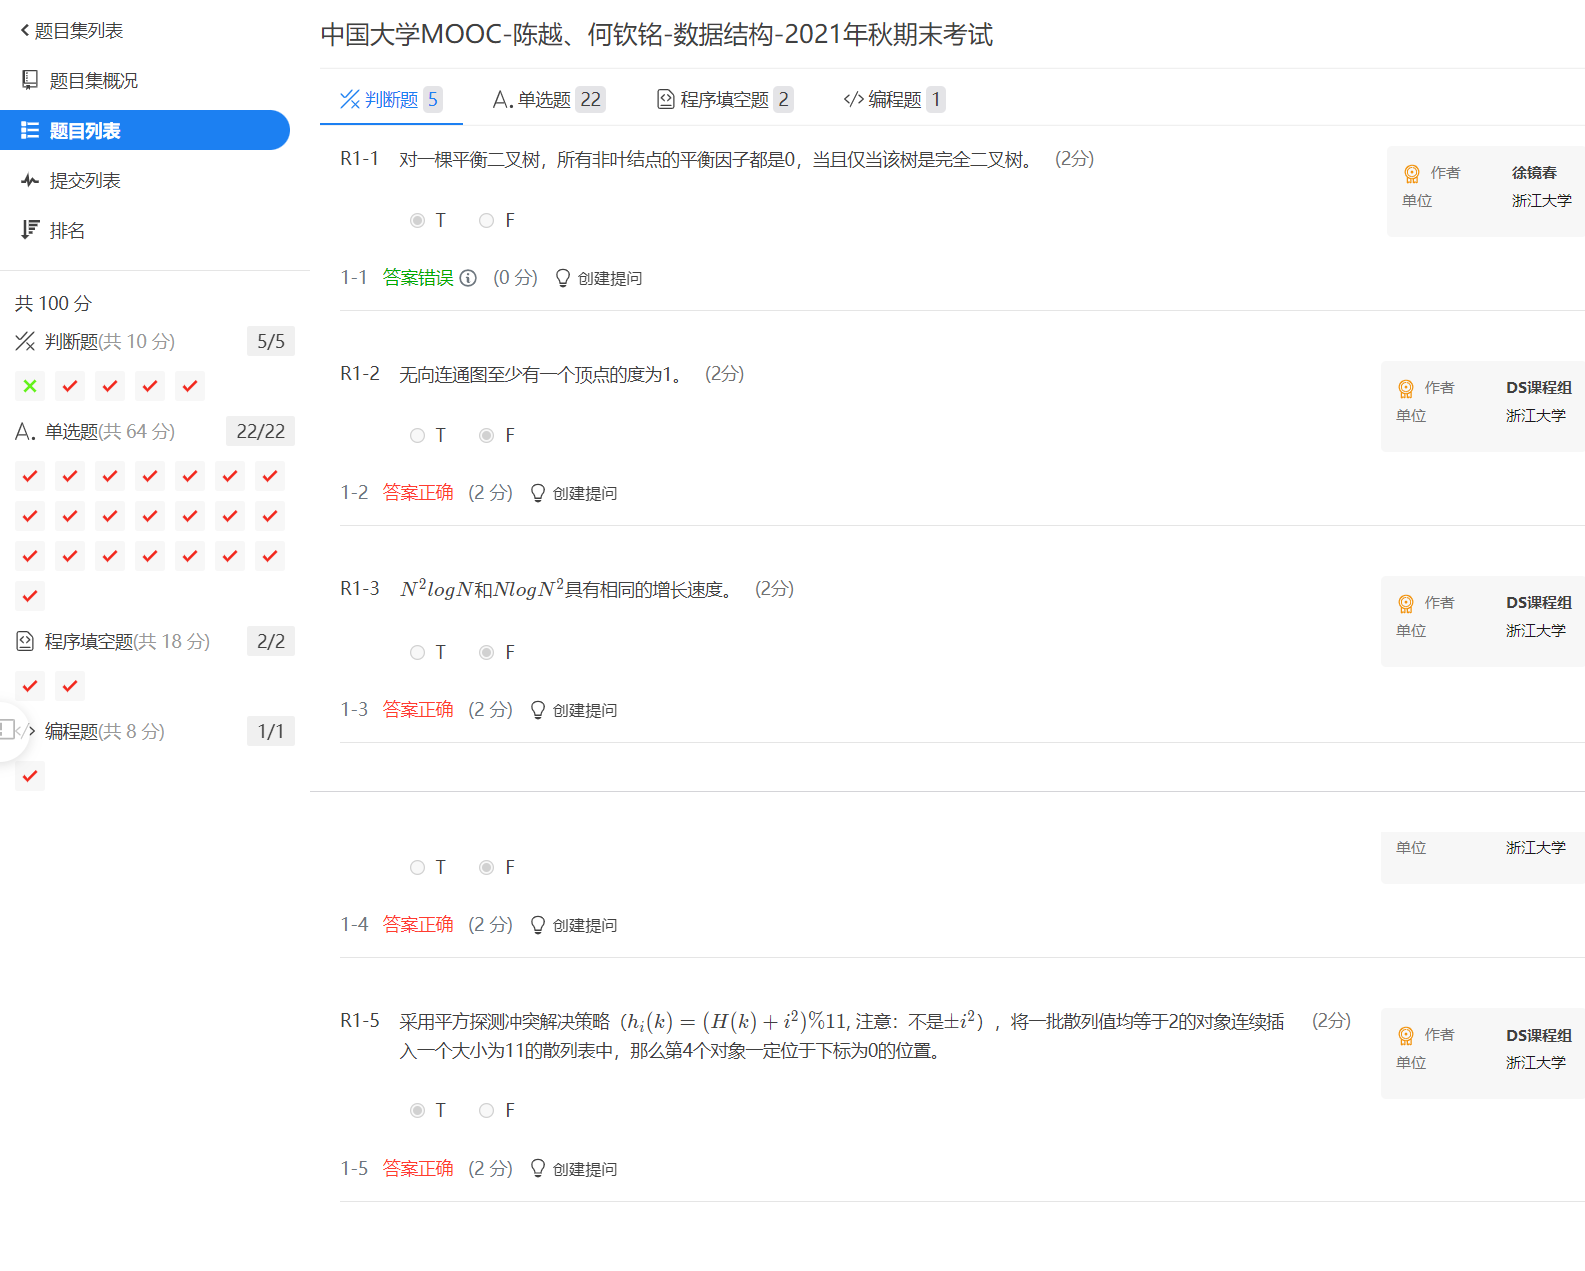 题目集列表
题目集概况
题目列表
提交列表
排名
共 100 分
判断题(共 10 分) 5/5
A. 单选题(共 64 分) 22/22
程序填空题(共 18 分) 2/2
</> 编程题(共 8 分) 1/1
中国大学MOOC-陈越、何钦铭-数据结构-2021年秋期末考试
判断题 5 A. 单选题 22 程序填空题 2 </> 编程题 1
R1-1 对一棵平衡二叉树，所有非叶结点的平衡因子都是0，当且仅当该树是完全二叉树。 (2分)
作者 徐镜春
单位 浙江大学
T F
1-1 答案错误 (0 分) 创建提问
R1-2 无向连通图至少有一个顶点的度为1。 (2分)
作者 DS课程组
单位 浙江大学
T F
1-2 答案正确 (2 分) 创建提问
R1-3 N²logN和NlogN²具有相同的增长速度。 (2分)
作者 DS课程组
单位 浙江大学
T F
1-3 答案正确 (2 分) 创建提问
单位 浙江大学
T F
1-4 答案正确 (2 分) 创建提问
R1-5 采用平方探测冲突解决策略（hᵢ(k) = (H(k) + i²)%11, 注意：不是±i²），将一批散列值均等于2的对象连续插 (2分)
入一个大小为11的散列表中，那么第4个对象一定位于下标为0的位置。
作者 DS课程组
单位 浙江大学
T F
1-5 答案正确 (2 分) 创建提问